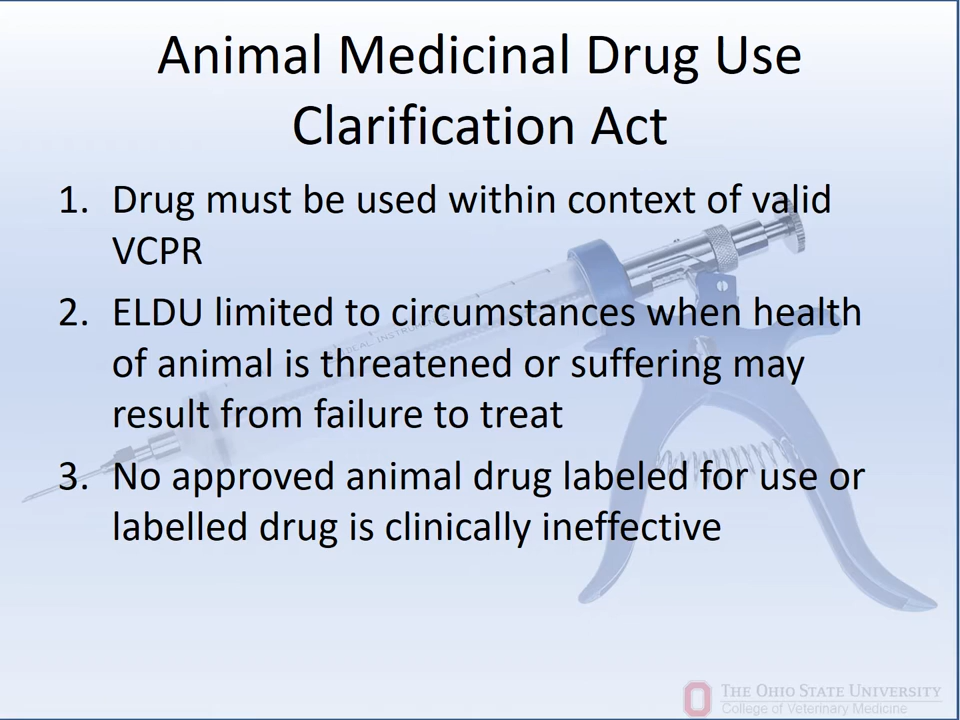 Animal Medicinal Drug Use
Clarification Act
1. Drug must be used within context of valid
VCPR
2. ELDU limited to circumstances when health
of animal is threatened or suffering may
result from failure to treat
3. No approved animal drug labeled for use or
labelled drug is clinically ineffective
THE OHIO STATE UNIVERSITY
College of Veterinary Medicine